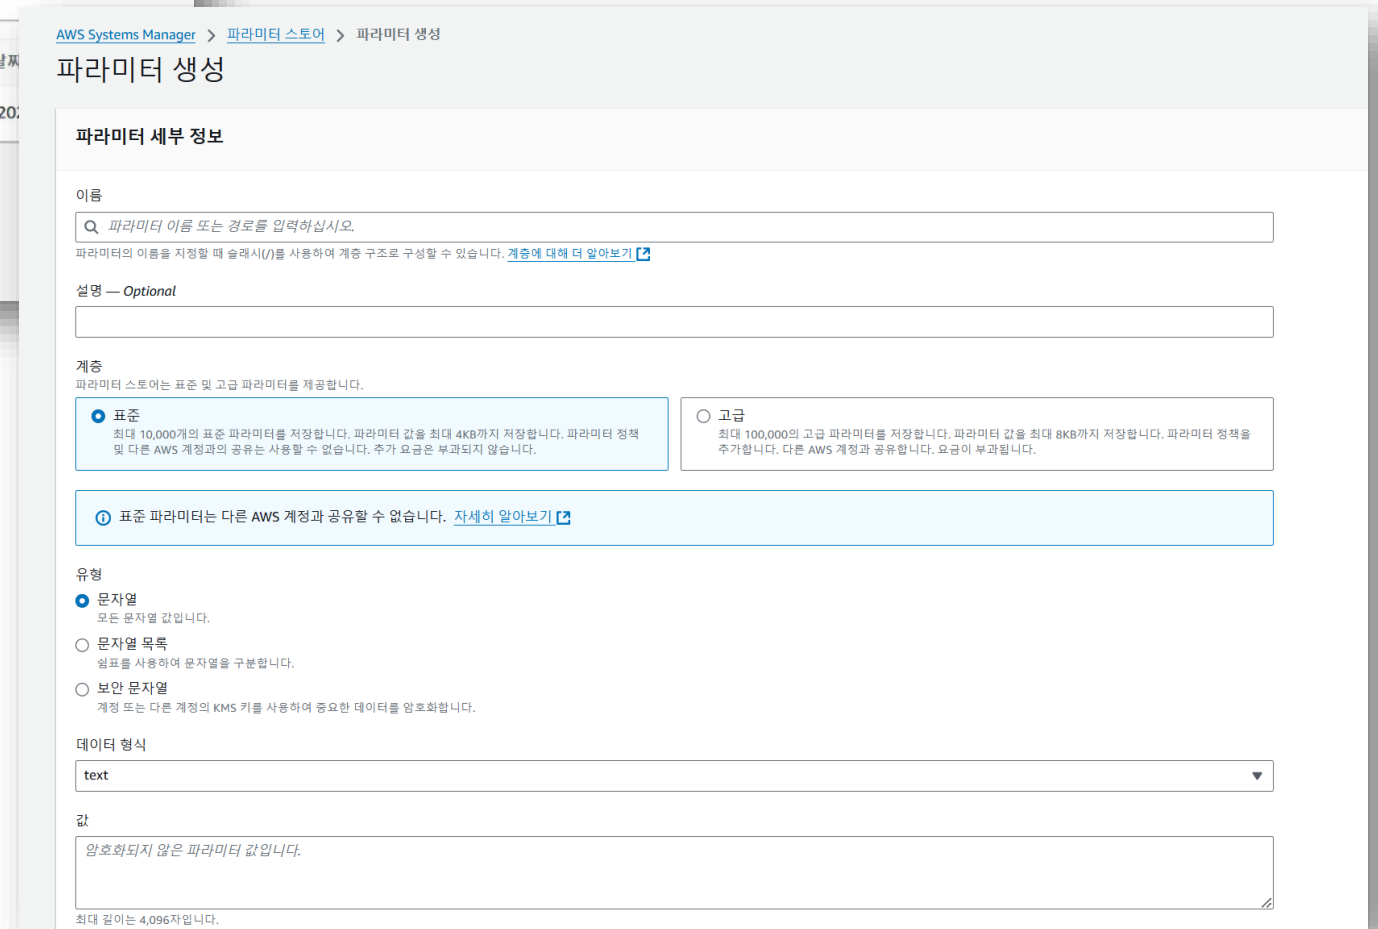 AWS Systems Manager > 파라미터 스토어 > 파라미터 생성
파라미터 생성
파라미터 세부 정보
이름
파라미터 이름 또는 경로를 입력하십시오.
파라미터의 이름을 지정할 때 슬래시(/)를 사용하여 계층 구조로 구성할 수 있습니다. 계층에 대해 더 알아보기
설명 — Optional
계층
파라미터 스토어는 표준 및 고급 파라미터를 제공합니다.
표준
최대 10,000개의 표준 파라미터를 저장합니다. 파라미터 값을 최대 4KB까지 저장합니다. 파라미터 정책
및 다른 AWS 계정과의 공유는 사용할 수 없습니다. 추가 요금은 부과되지 않습니다.
고급
최대 100,000의 고급 파라미터를 저장합니다. 파라미터 값을 최대 8KB까지 저장합니다. 파라미터 정책을
추가합니다. 다른 AWS 계정과 공유합니다. 요금이 부과됩니다.
표준 파라미터는 다른 AWS 계정과 공유할 수 없습니다. 자세히 알아보기
유형
문자열
모든 문자열 값입니다.
문자열 목록
쉼표를 사용하여 문자열을 구분합니다.
보안 문자열
계정 또는 다른 계정의 KMS 키를 사용하여 중요한 데이터를 암호화합니다.
데이터 형식
text
값
암호화되지 않은 파라미터 값입니다.
최대 길이는 4,096자입니다.